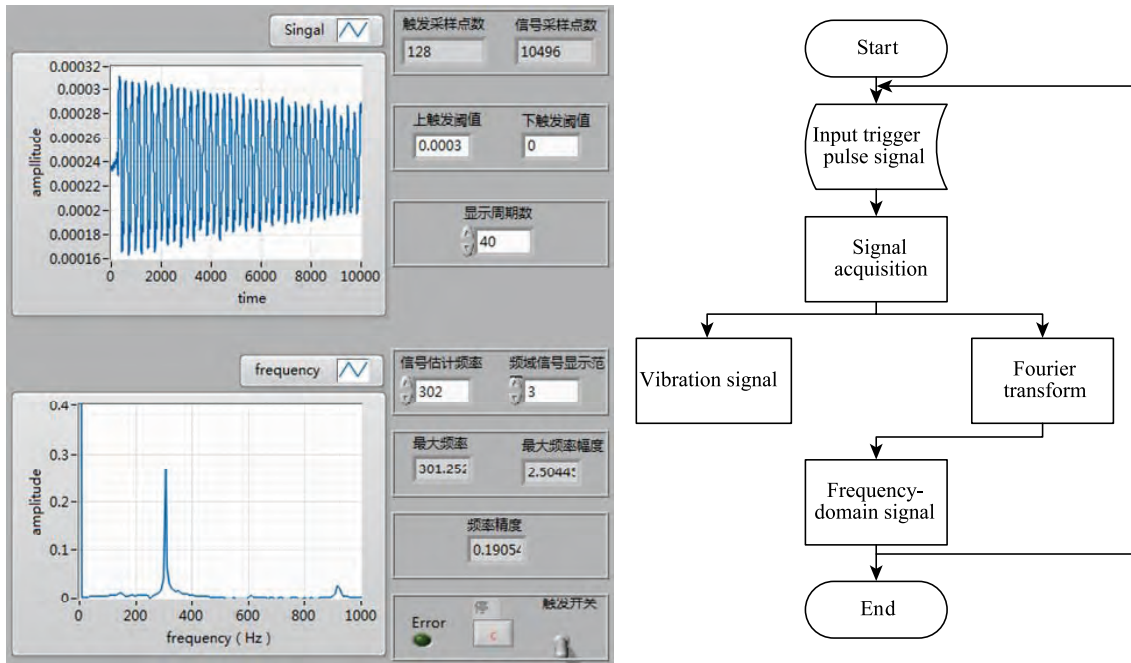 Singal
0.00032
0.0003
0.00028
0.00026
0.00024
0.00022
0.0002
0.00018
0.00016
ampllitude
0 2000 4000 6000 8000 10000
time
触发采样点数 信号采样点数
128 10496
上触发阈值 下触发阈值
0.0003 0
显示周期数
40
frequency
0.4
0.3
0.2
0.1
0
amplitude
0 200 400 600 800 1000
frequency ( Hz )
信号估计频率 频域信号显示范
302 3
最大频率 最大频率幅度
301.252 2.5044
频率精度
0.19054
Error
停
c
触发开关
Start
Input trigger
pulse signal
Signal
acquisition
Vibration signal
Fourier
transform
Frequency-
domain signal
End